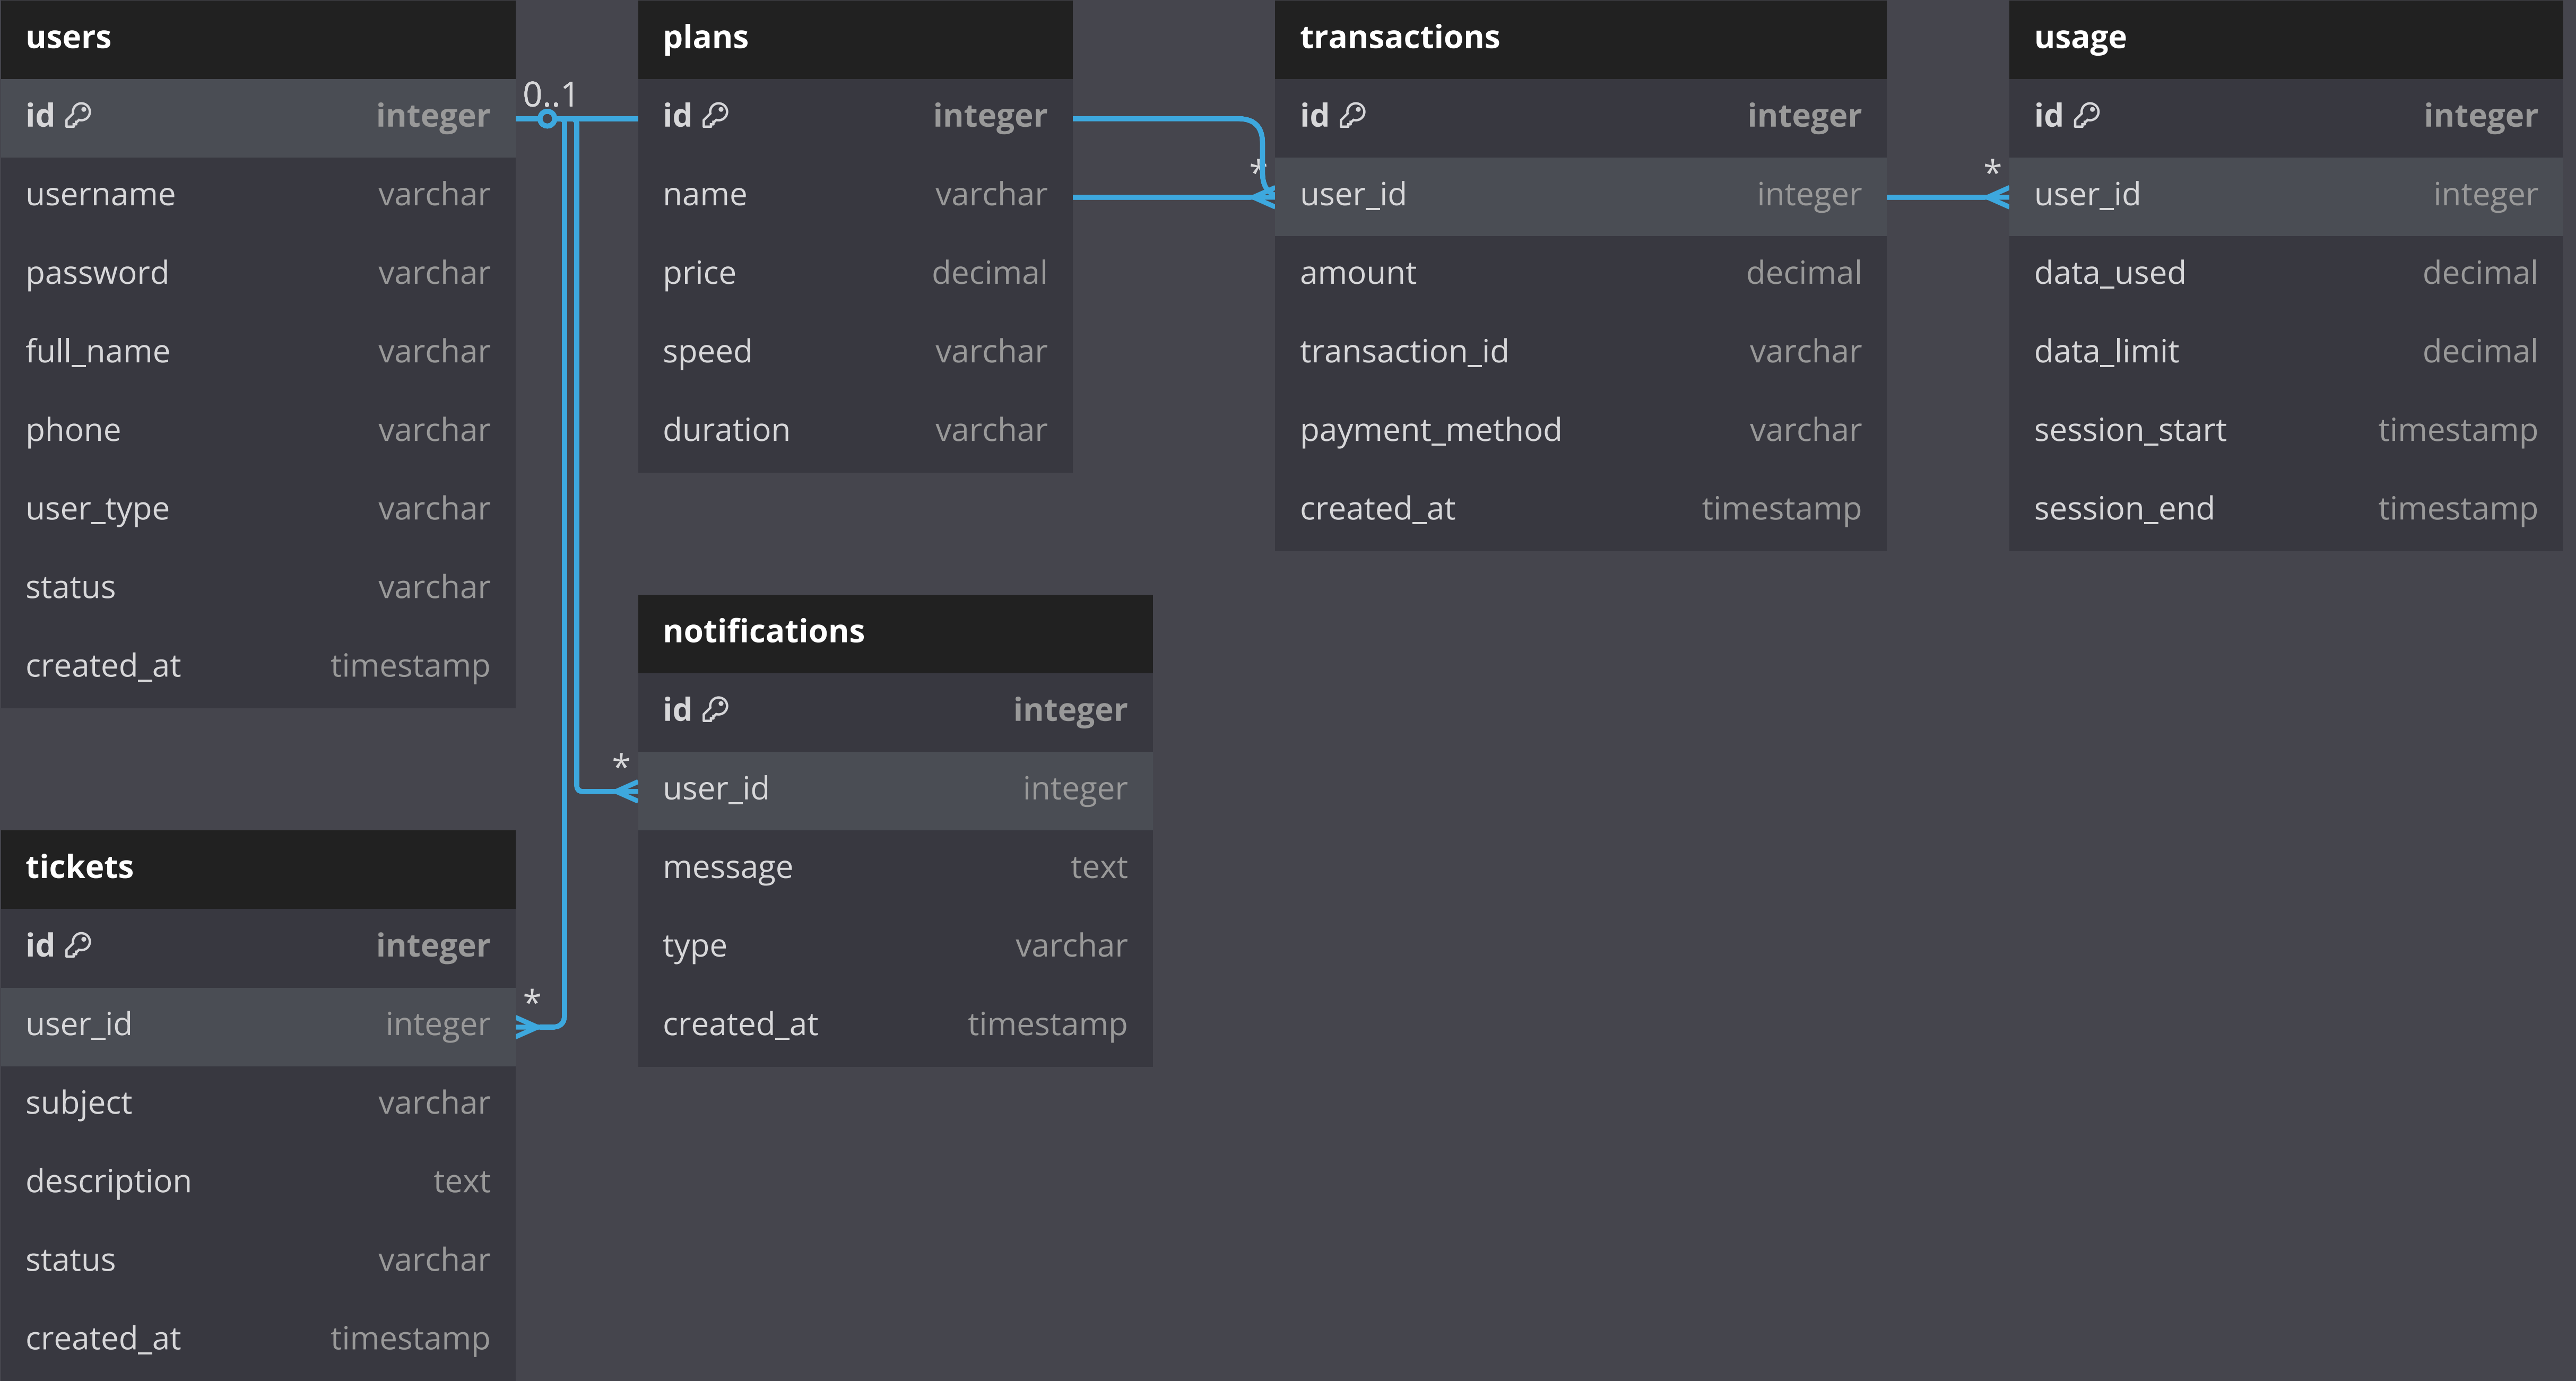 users
id integer
username varchar
password varchar
full_name varchar
phone varchar
user_type varchar
status varchar
created_at timestamp
0..1
plans
id integer
name varchar
price decimal
speed varchar
duration varchar
*
transactions
id integer
user_id integer
amount decimal
transaction_id varchar
payment_method varchar
created_at timestamp
*
usage
id integer
user_id integer
data_used decimal
data_limit decimal
session_start timestamp
session_end timestamp
*
notifications
id integer
user_id integer
message text
type varchar
created_at timestamp
*
tickets
id integer
user_id integer
subject varchar
description text
status varchar
created_at timestamp